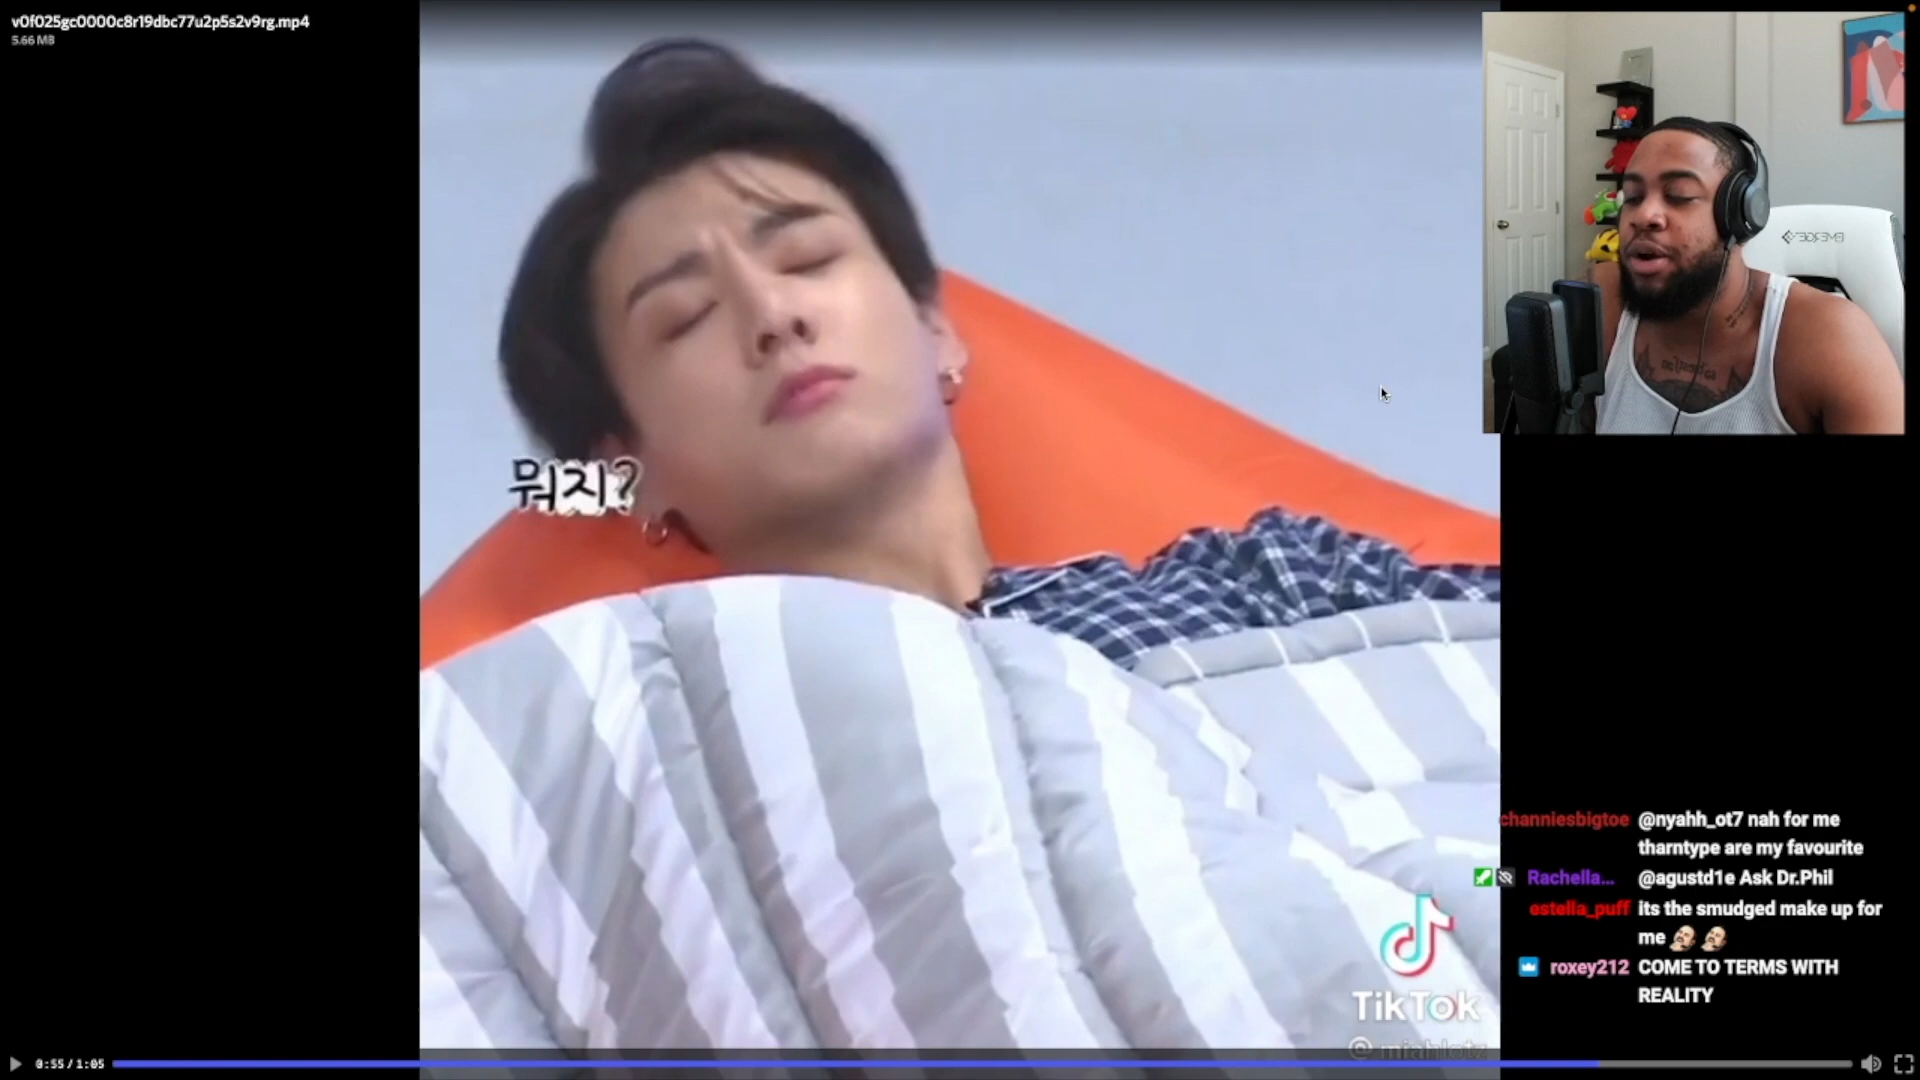 v0f025gc0000c8r19dbc77u2p5s2v9rg.mp4
5.66 MB
뭐지?
channiesbigtoe @nyahh_ot7 nah for me
tharntype are my favourite
Rachella... @agustd1e Ask Dr.Phil
estella_puff its the smudged make up for
me
roxey212 COME TO TERMS WITH
REALITY
TikTok
0:55 / 1:05